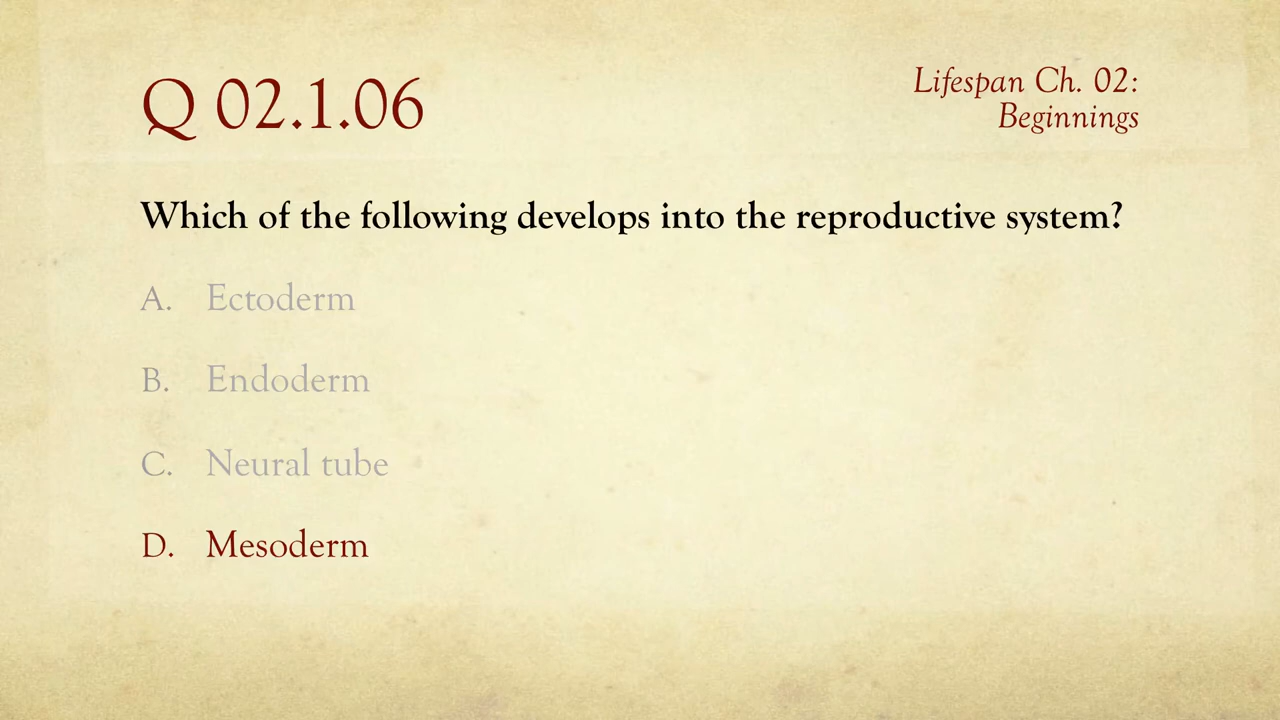 Q 02.1.06
Lifespan Ch. 02:
Beginnings
Which of the following develops into the reproductive system?
A. Ectoderm
B. Endoderm
C. Neural tube
D. Mesoderm